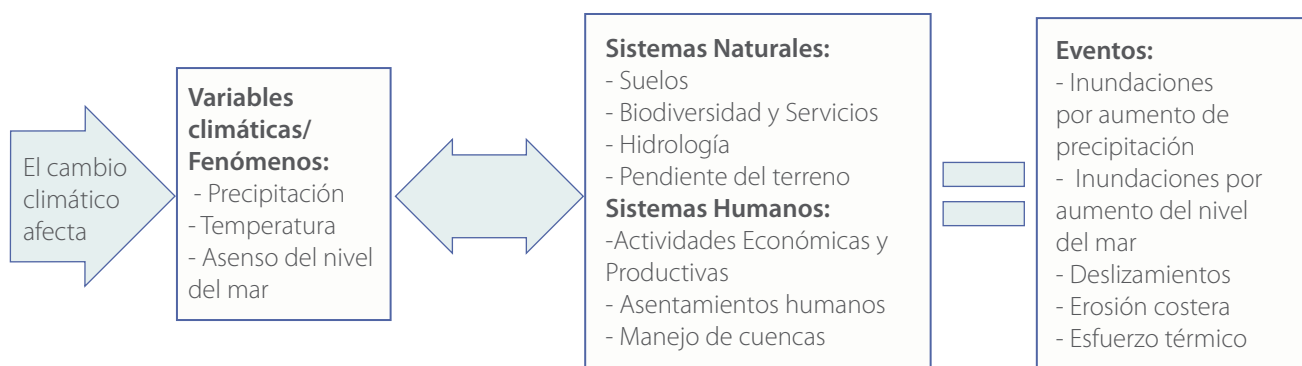 El cambio
climático
afecta
Variables
climáticas/
Fenómenos:
- Precipitación
- Temperatura
- Asenso del nivel
del mar
Sistemas Naturales:
- Suelos
- Biodiversidad y Servicios
- Hidrología
- Pendiente del terreno
Sistemas Humanos:
-Actividades Económicas y
Productivas
- Asentamientos humanos
- Manejo de cuencas
Eventos:
- Inundaciones
por aumento de
precipitación
- Inundaciones por
aumento del nivel
del mar
- Deslizamientos
- Erosión costera
- Esfuerzo térmico